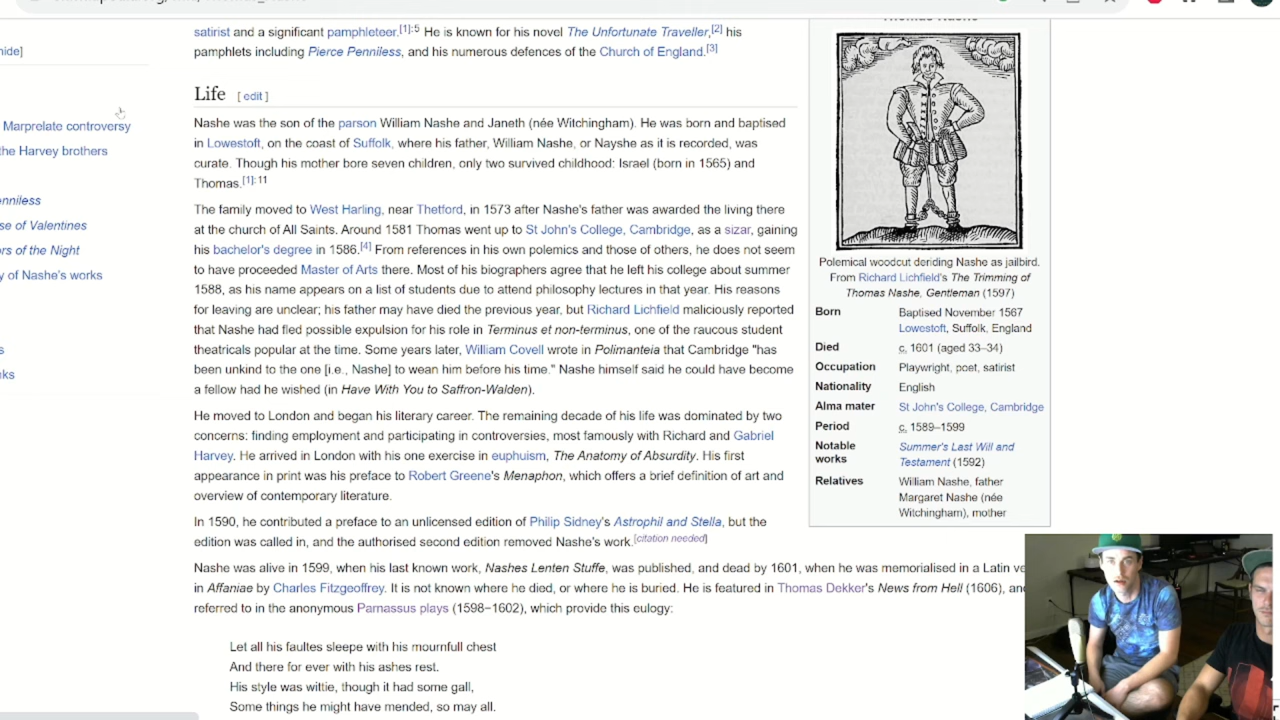 hide]
Marprelate controversy
the Harvey brothers
enniless
se of Valentines
rs of the Night
y of Nashe's works
s
ks
satirist and a significant pamphleteer.[1]:5 He is known for his novel The Unfortunate Traveller,[2] his
pamphlets including Pierce Penniless, and his numerous defences of the Church of England.[3]
Life [ edit ]
Nashe was the son of the parson William Nashe and Janeth (née Witchingham). He was born and baptised
in Lowestoft, on the coast of Suffolk, where his father, William Nashe, or Nayshe as it is recorded, was
curate. Though his mother bore seven children, only two survived childhood: Israel (born in 1565) and
Thomas.[1]:11
The family moved to West Harling, near Thetford, in 1573 after Nashe's father was awarded the living there
at the church of All Saints. Around 1581 Thomas went up to St John's College, Cambridge, as a sizar, gaining
his bachelor's degree in 1586.[4] From references in his own polemics and those of others, he does not seem
to have proceeded Master of Arts there. Most of his biographers agree that he left his college about summer
1588, as his name appears on a list of students due to attend philosophy lectures in that year. His reasons
for leaving are unclear; his father may have died the previous year, but Richard Lichfield maliciously reported
that Nashe had fled possible expulsion for his role in Terminus et non-terminus, one of the raucous student
theatricals popular at the time. Some years later, William Covell wrote in Polimanteia that Cambridge "has
been unkind to the one [i.e., Nashe] to wean him before his time." Nashe himself said he could have become
a fellow had he wished (in Have With You to Saffron-Walden).
He moved to London and began his literary career. The remaining decade of his life was dominated by two
concerns: finding employment and participating in controversies, most famously with Richard and Gabriel
Harvey. He arrived in London with his one exercise in euphuism, The Anatomy of Absurdity. His first
appearance in print was his preface to Robert Greene's Menaphon, which offers a brief definition of art and
overview of contemporary literature.
In 1590, he contributed a preface to an unlicensed edition of Philip Sidney's Astrophil and Stella, but the
edition was called in, and the authorised second edition removed Nashe's work.[citation needed]
Nashe was alive in 1599, when his last known work, Nashes Lenten Stuffe, was published, and dead by 1601, when he was memorialised in a Latin ve
in Affaniae by Charles Fitzgeoffrey. It is not known where he died, or where he is buried. He is featured in Thomas Dekker's News from Hell (1606), and
referred to in the anonymous Parnassus plays (1598–1602), which provide this eulogy:
Let all his faultes sleepe with his mournfull chest
And there for ever with his ashes rest.
His style was wittie, though it had some gall,
Some things he might have mended, so may all.
Thomas Nashe
Polemical woodcut deriding Nashe as jailbird.
From Richard Lichfield's The Trimming of
Thomas Nashe, Gentleman (1597)
Born Baptised November 1567
Lowestoft, Suffolk, England
Died c. 1601 (aged 33–34)
Occupation Playwright, poet, satirist
Nationality English
Alma mater St John's College, Cambridge
Period c. 1589–1599
Notable works Summer's Last Will and
Testament (1592)
Relatives William Nashe, father
Margaret Nashe (née
Witchingham), mother